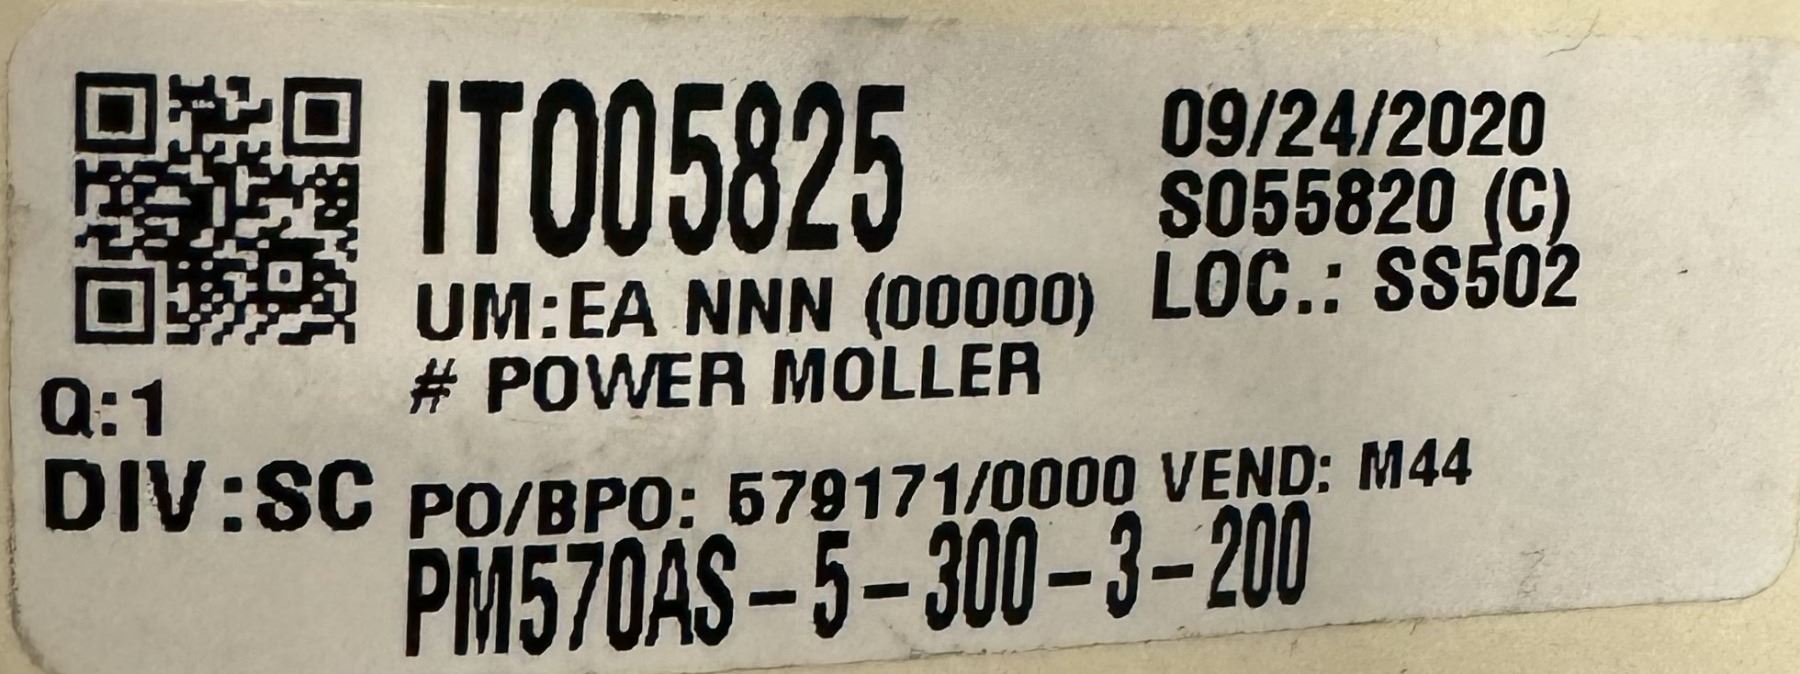 IT005825
09/24/2020
S055820 (C)
LOC.: SS502
UM:EA NNN (00000)
# POWER MOLLER
Q:1
DIV:SC
PO/BPO: 579171/0000 VEND: M44
PM570AS-5-300-3-200